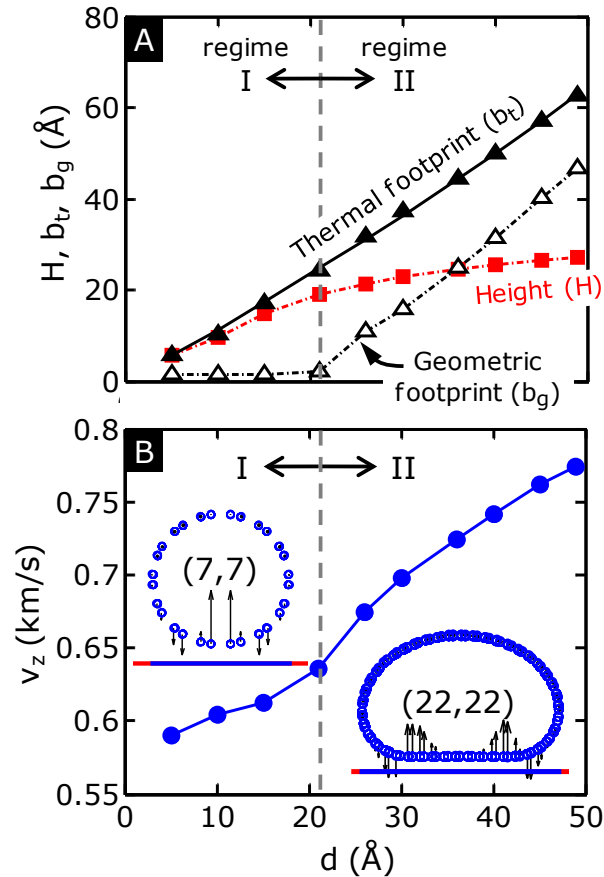 A
regime
regime
I
II
80
60
40
20
0
H, b_t, b_g (Å)
Thermal footprint (b_t)
Height (H)
Geometric
footprint (b_g)
B
I
II
0.8
0.75
0.7
0.65
0.6
0.55
v_z (km/s)
(7,7)
(22,22)
0
10
20
30
40
50
d (Å)